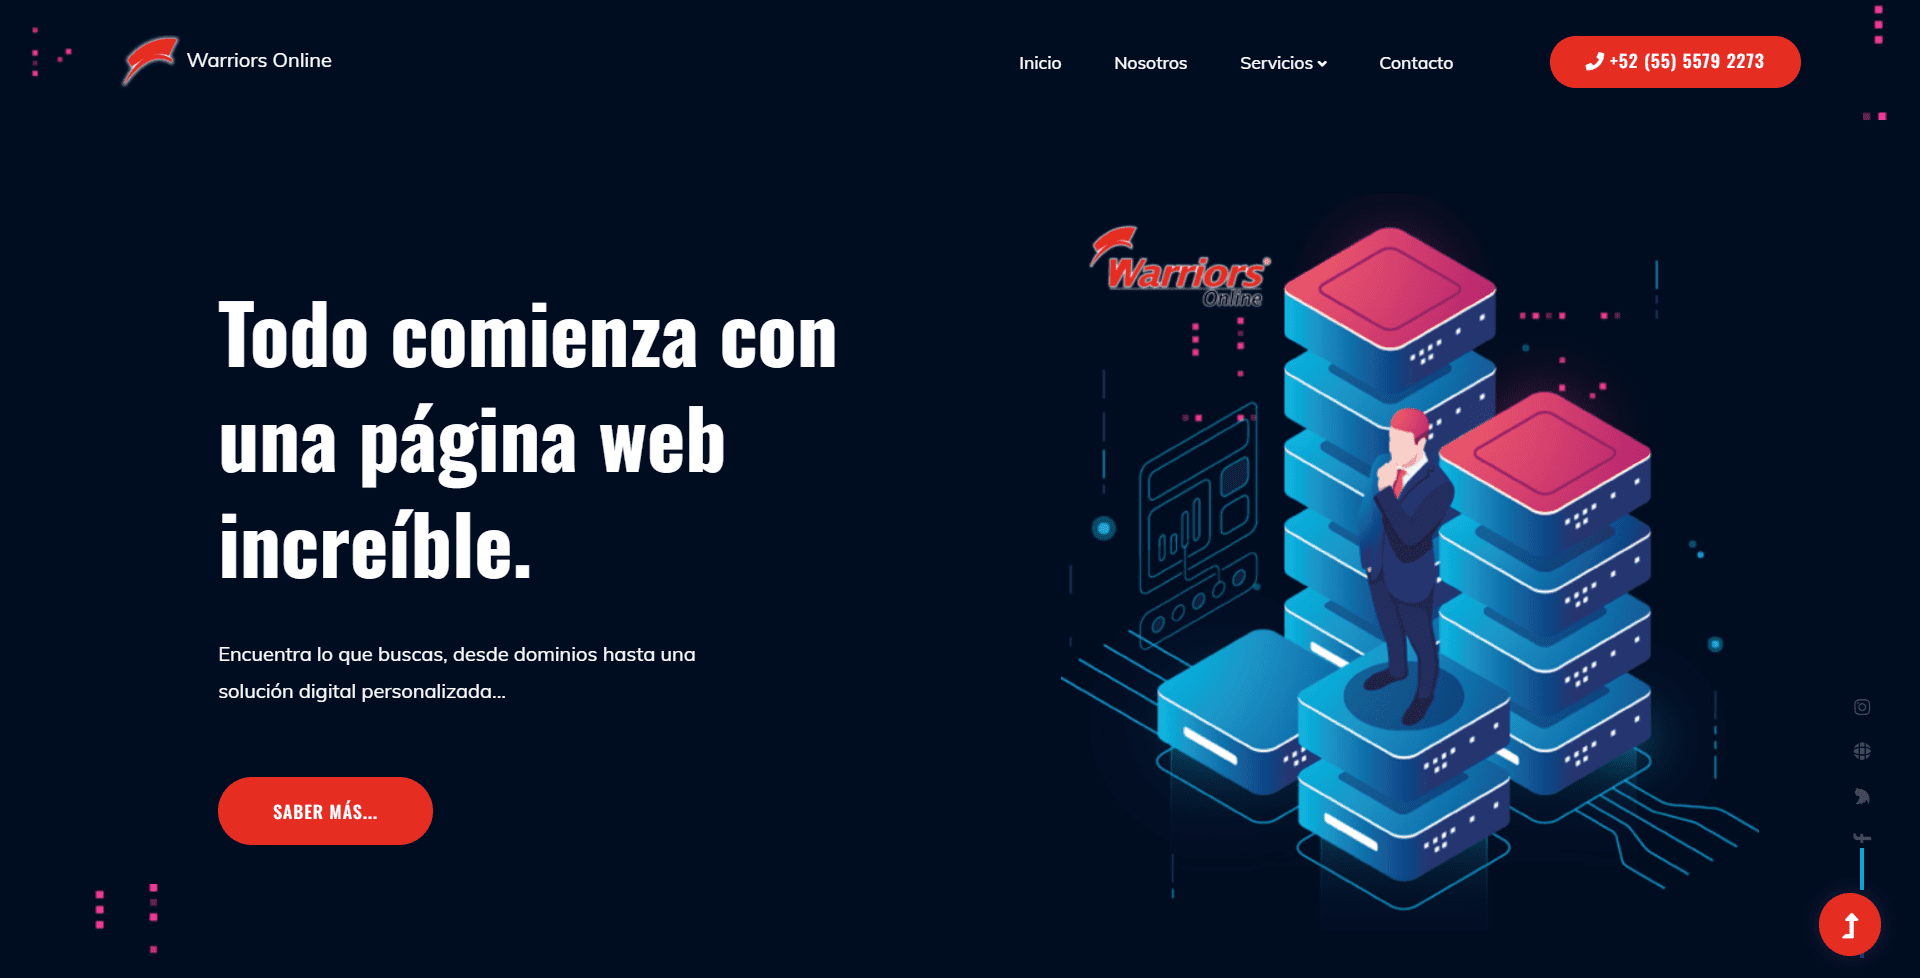 Warriors Online
Inicio
Nosotros
Servicios
Contacto
+52 (55) 5579 2273
Warriors
Online
Todo comienza con
una página web
increíble.
Encuentra lo que buscas, desde dominios hasta una
solución digital personalizada...
SABER MÁS...